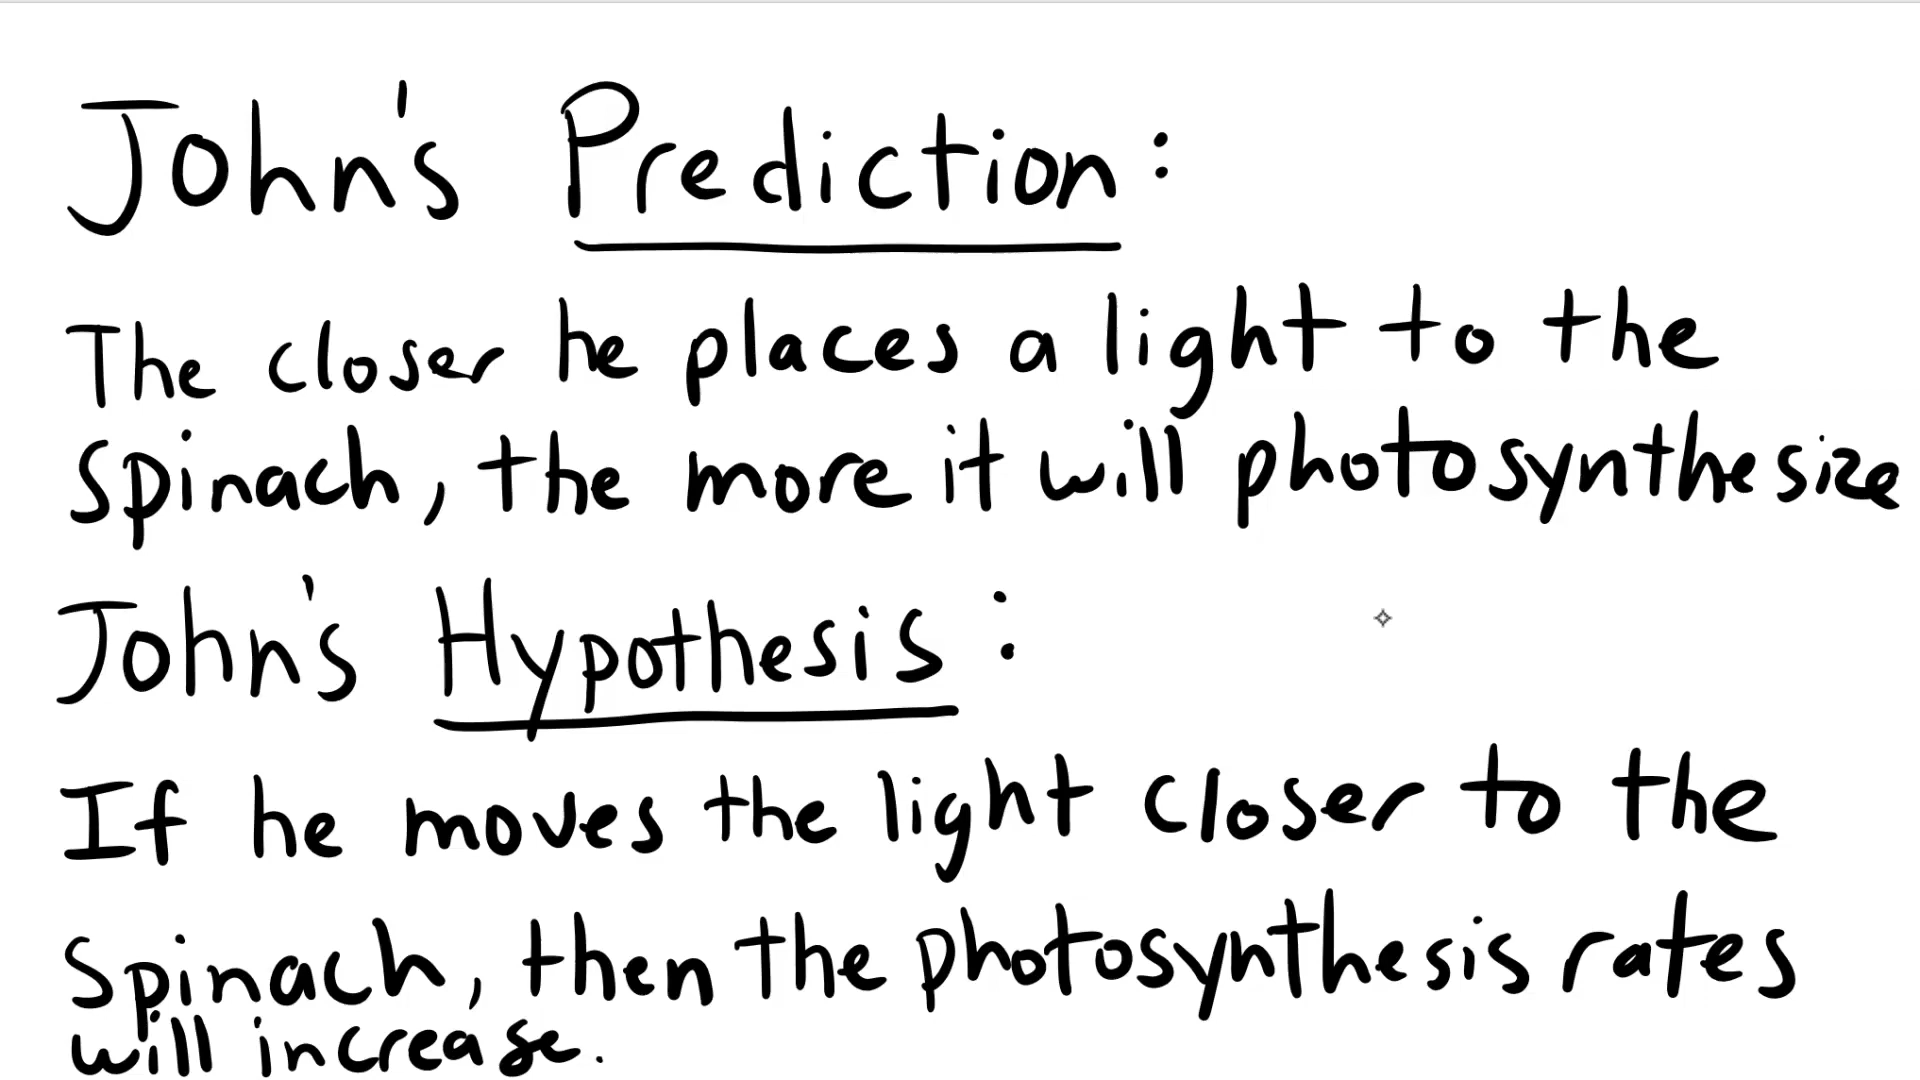 John's Prediction:
The closer he places a light to the
Spinach, the more it will photosynthesize
John's Hypothesis:
If he moves the light closer to the
Spinach, then the photosynthesis rates
will increase.